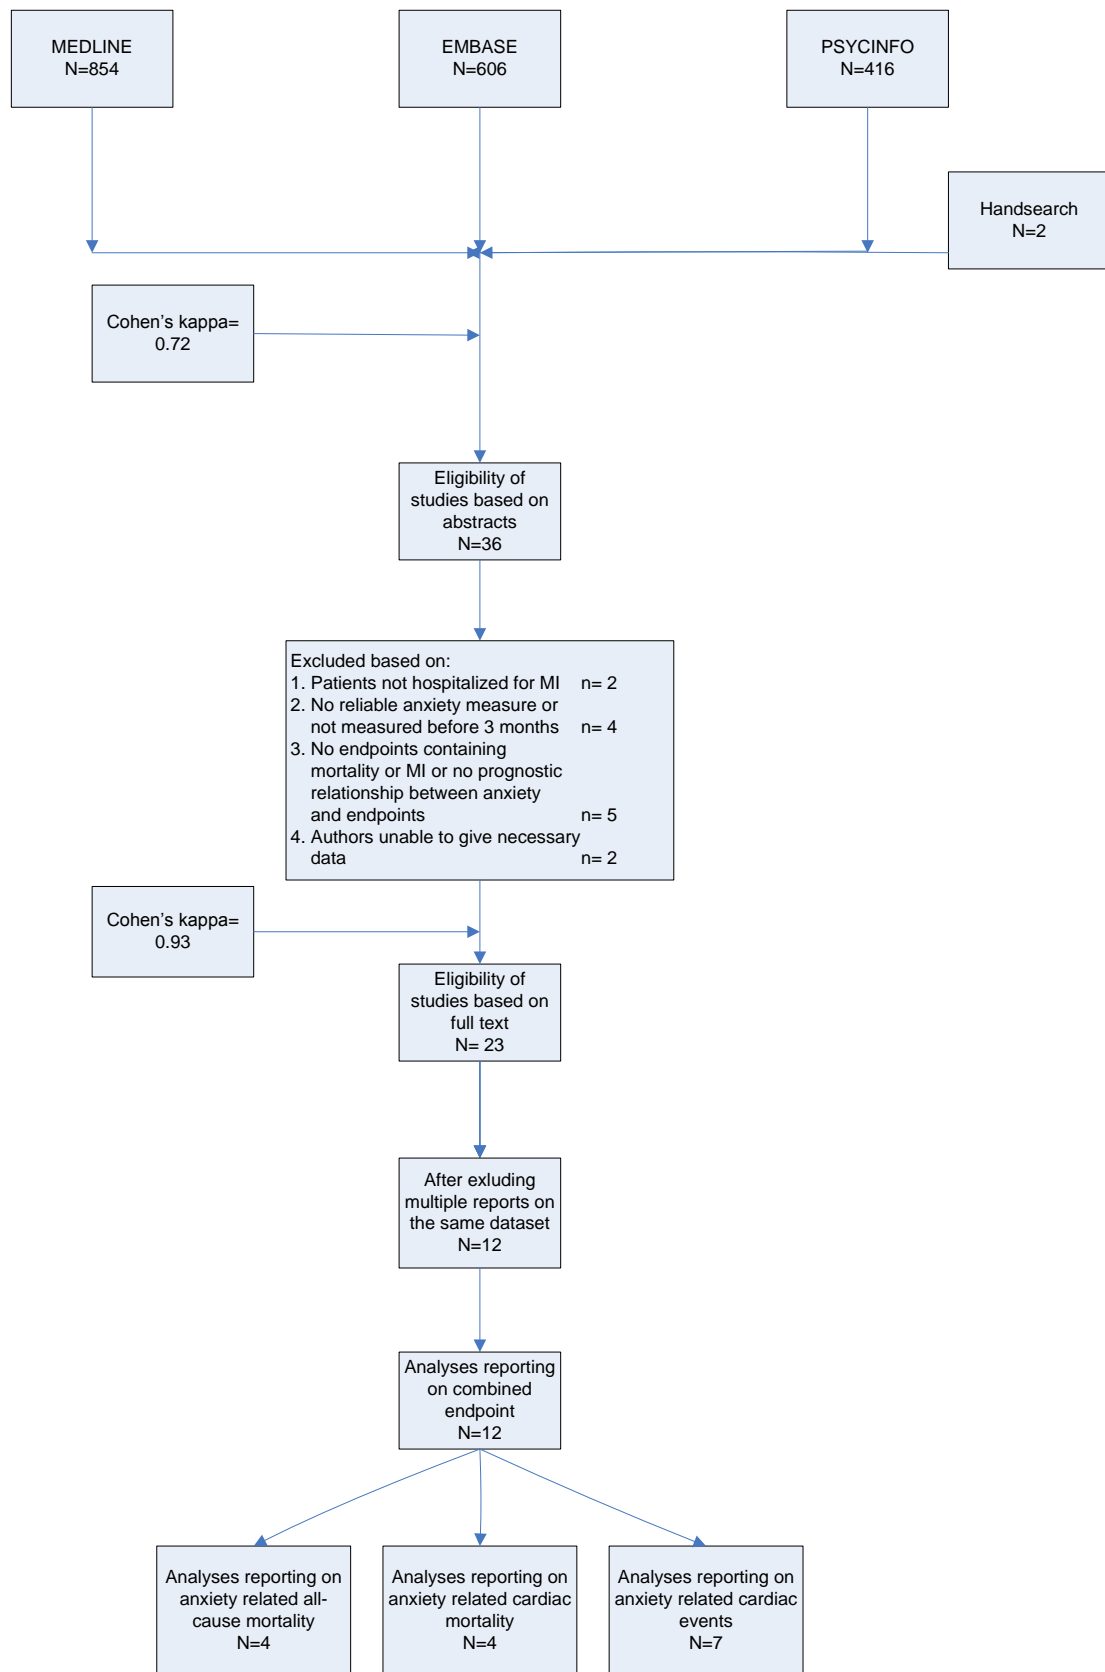 MEDLINE
N=854
EMBASE
N=606
PSYCINFO
N=416
Handsearch
N=2
Cohen's kappa=
0.72
Eligibility of
studies based on
abstracts
N=36
Excluded based on:
1. Patients not hospitalized for MI n= 2
2. No reliable anxiety measure or
not measured before 3 months n= 4
3. No endpoints containing
mortality or MI or no prognostic
relationship between anxiety
and endpoints n= 5
4. Authors unable to give necessary
data n= 2
Cohen's kappa=
0.93
Eligibility of
studies based on
full text
N= 23
After exluding
multiple reports on
the same dataset
N=12
Analyses reporting
on combined
endpoint
N=12
Analyses reporting on
anxiety related all-
cause mortality
N=4
Analyses reporting on
anxiety related cardiac
mortality
N=4
Analyses reporting on
anxiety related cardiac
events
N=7